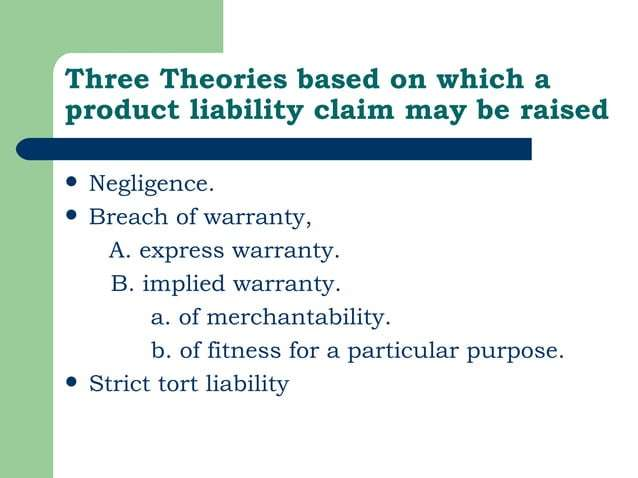 Three Theories based on which a
product liability claim may be raised
Negligence.
Breach of warranty,
A. express warranty.
B. implied warranty.
a. of merchantability.
b. of fitness for a particular purpose.
Strict tort liability